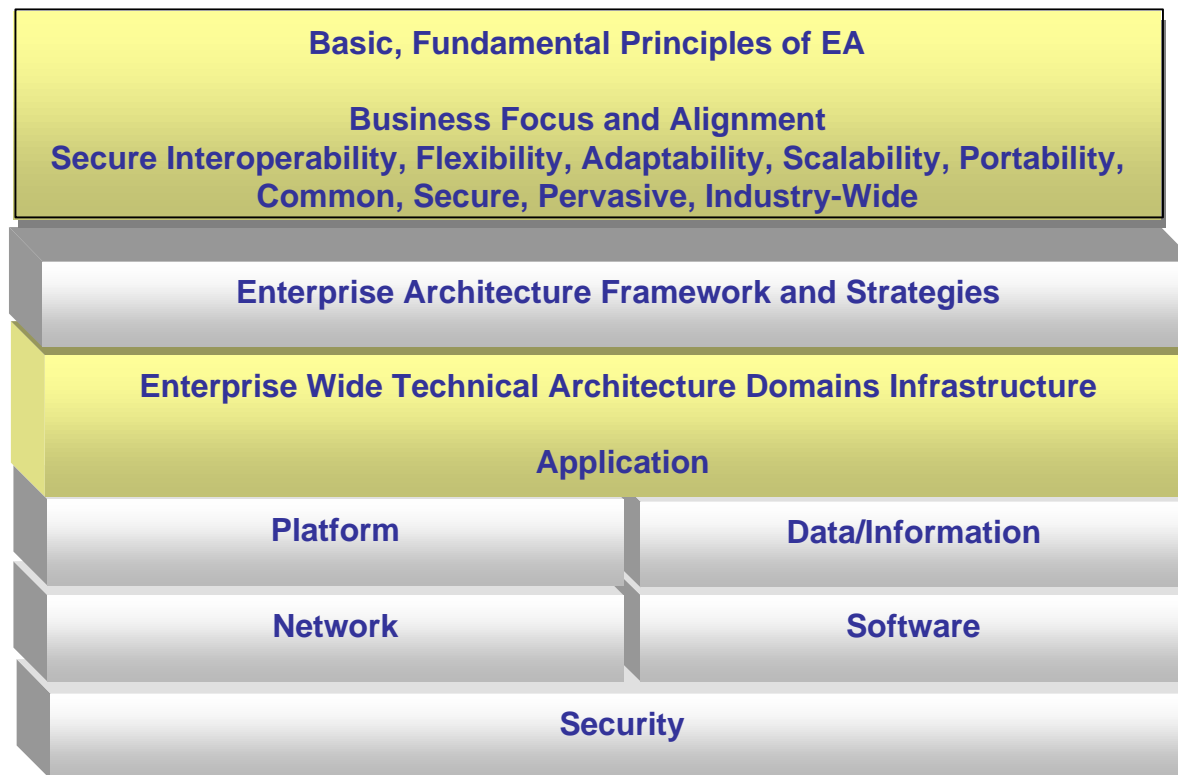 Basic, Fundamental Principles of EA
Business Focus and Alignment
Secure Interoperability, Flexibility, Adaptability, Scalability, Portability,
Common, Secure, Pervasive, Industry-Wide
Enterprise Architecture Framework and Strategies
Enterprise Wide Technical Architecture Domains Infrastructure
Application
Platform
Data/Information
Network
Software
Security